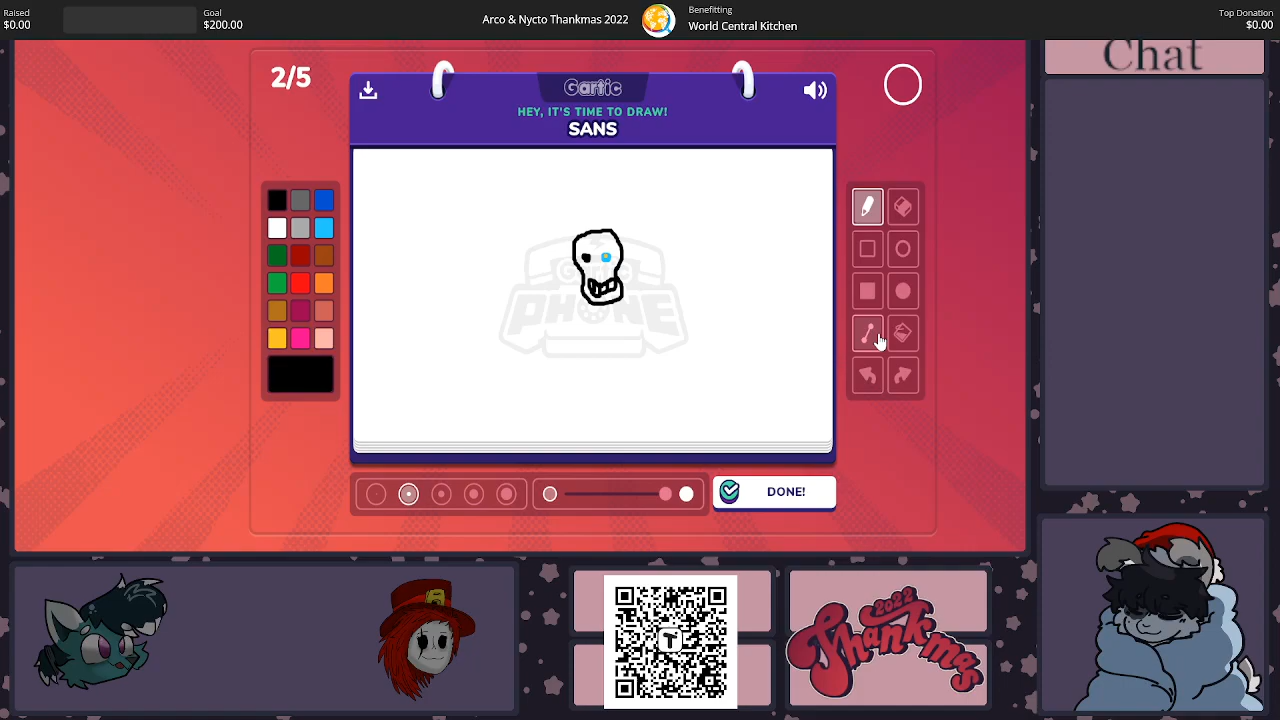 Raised
$0.00
Goal
$200.00
Arco & Nycto Thankmas 2022
Benefitting
World Central Kitchen
Top Donation
$0.00
2/5
Gartic
HEY, IT'S TIME TO DRAW!
SANS
Chat
Gartic
PHONE
DONE!
T
2022
Thankmas